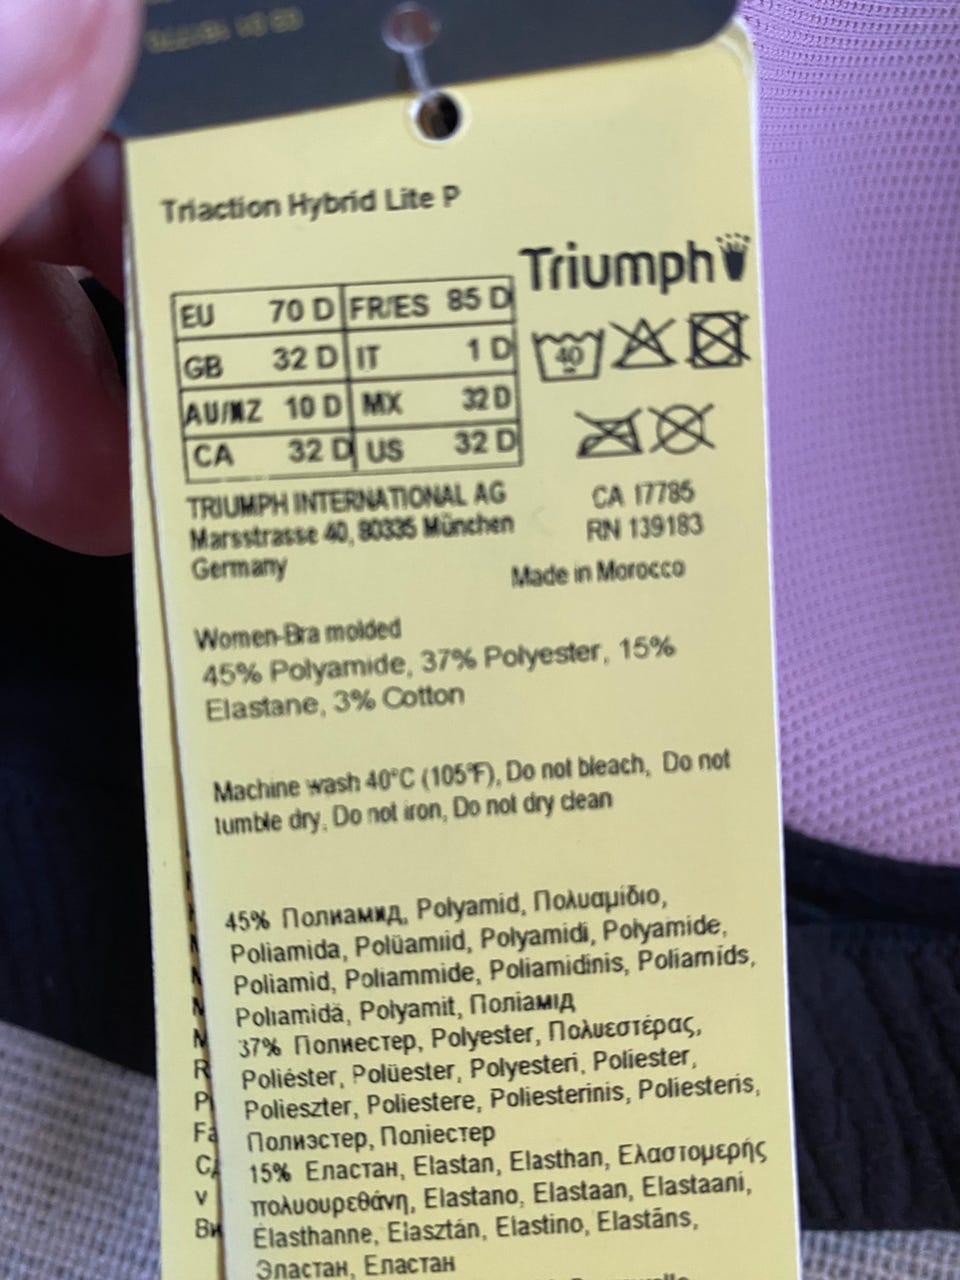 Triaction Hybrid Lite P
Triumph
EU 70 D FR/ES 85 D
GB 32 D IT 1 D
AU/NZ 10 D MX 32 D
CA 32 D US 32 D
40
TRIUMPH INTERNATIONAL AG
Marsstrasse 40, 80335 München
Germany
CA 17785
RN 139183
Made in Morocco
Women-Bra molded
45% Polyamide, 37% Polyester, 15%
Elastane, 3% Cotton
Machine wash 40°C (105°F), Do not bleach, Do not
tumble dry, Do not iron, Do not dry clean
45% Полиамид, Polyamid, Πολυαμίδιο,
Poliamida, Polüamiid, Polyamidi, Polyamide,
Poliamid, Poliammide, Poliamidinis, Poliamīds,
Poliamidă, Polyamit, Поліамід
37% Полиестер, Polyester, Πολυεστέρας,
Poliéster, Polüester, Polyesteri, Poliester,
Polieszter, Poliestere, Poliesterinis, Poliesteris,
Полиэстер, Поліестер
15% Еластан, Elastan, Elasthan, Ελαστομερής
πολυουρεθάνη, Elastano, Elastaan, Elastaani,
Élasthanne, Elasztán, Elastino, Elastāns,
Эластан, Еластан